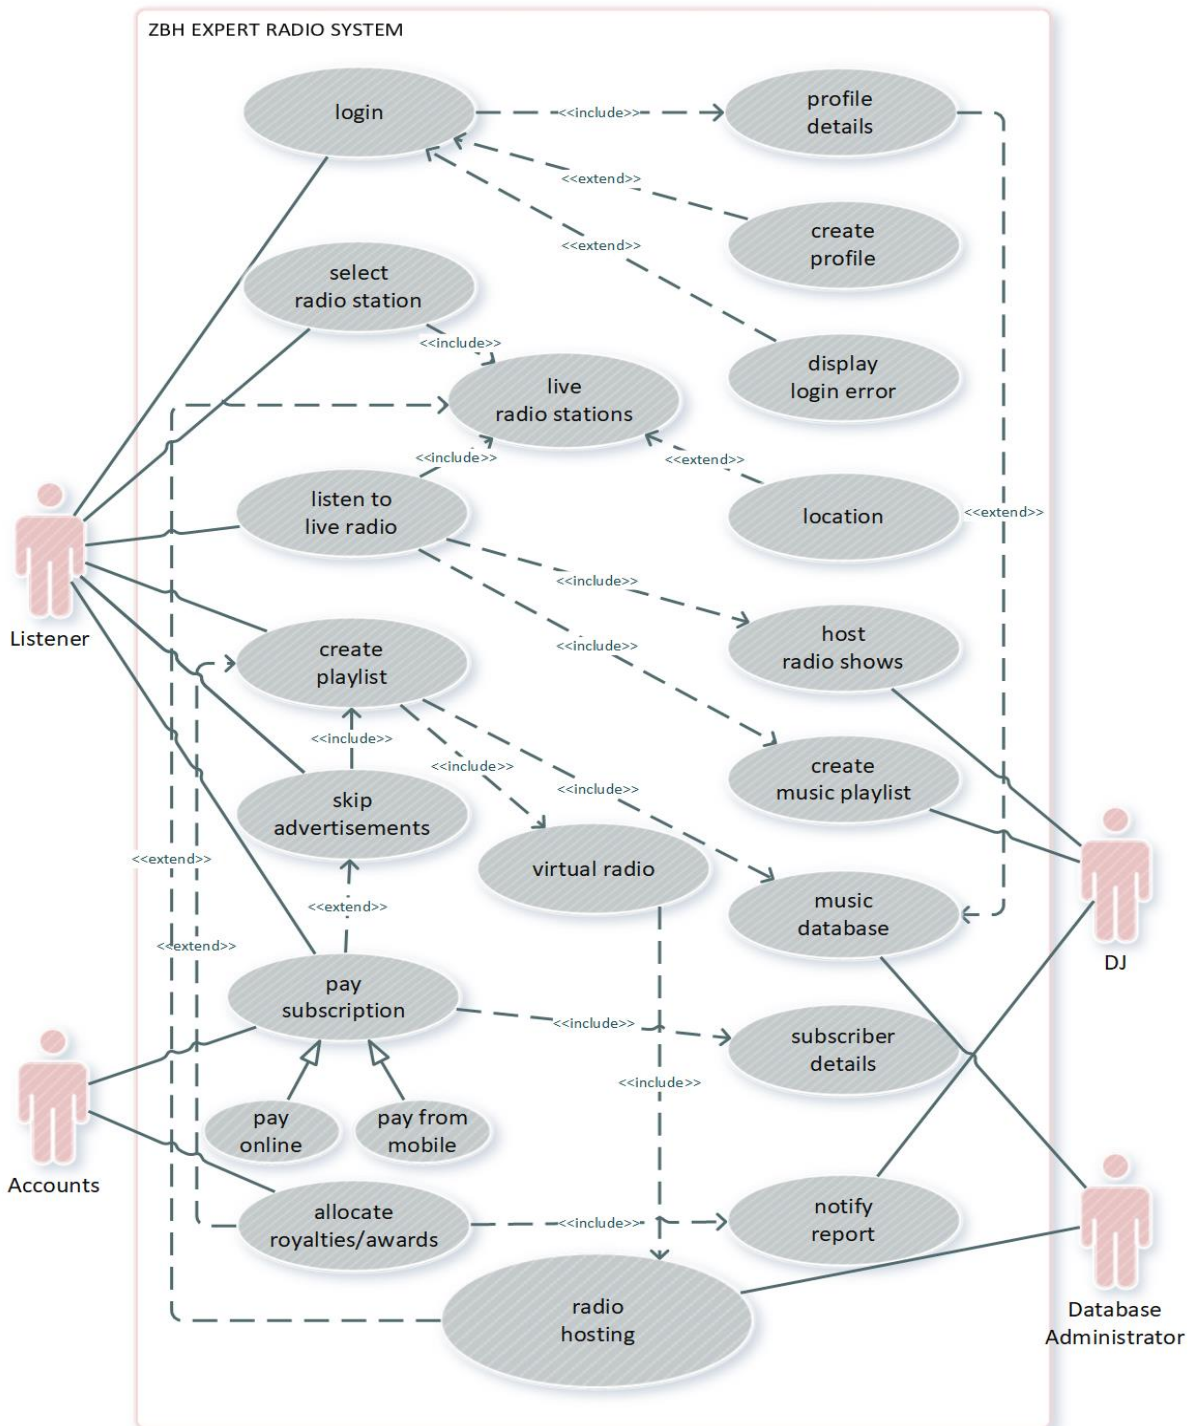 ZBH EXPERT RADIO SYSTEM
login
<<include>>
profile
details
<<extend>>
create
profile
<<extend>>
select
radio station
<<include>>
display
login error
live
radio stations
<<include>>
<<extend>>
listen to
live radio
location
<<extend>>
<<include>>
Listener
create
playlist
host
radio shows
<<include>>
<<include>>
<<include>>
<<include>>
create
music playlist
skip
advertisements
<<extend>>
virtual radio
<<extend>>
music
database
<<extend>>
DJ
pay
subscription
<<include>>
subscriber
details
<<include>>
pay
online
pay from
mobile
Accounts
allocate
royalties/awards
<<include>>
notify
report
radio
hosting
Database
Administrator